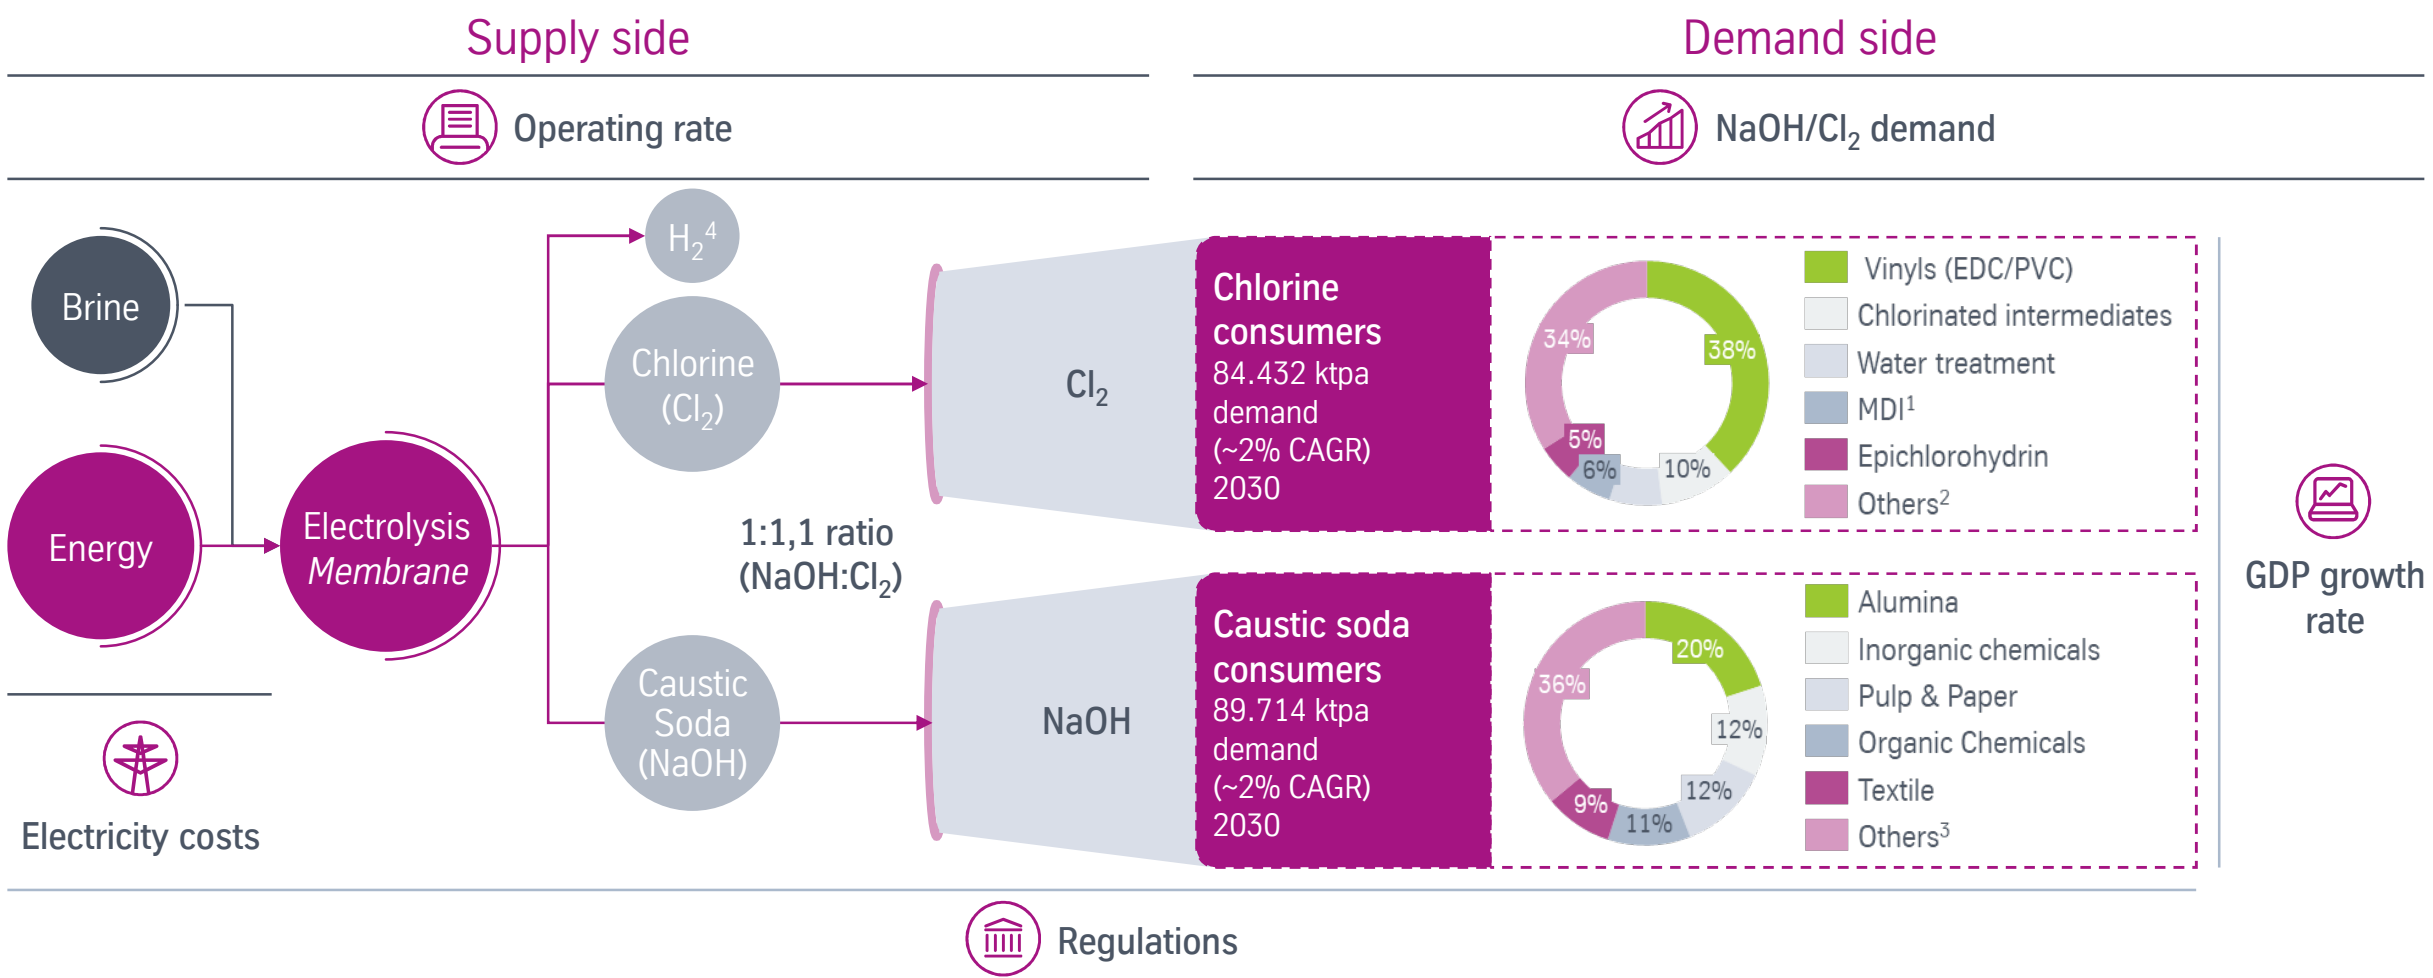 Supply side
Demand side
Operating rate
NaOH/Cl₂ demand
H₂⁴
Brine
Chlorine
(Cl₂)
Energy
Electrolysis
Membrane
1:1,1 ratio
(NaOH:Cl₂)
Caustic
Soda
(NaOH)
Electricity costs
Cl₂
NaOH
Chlorine
consumers
84.432 ktpa
demand
(~2% CAGR)
2030
34%
38%
5%
6%
10%
Vinyls (EDC/PVC)
Chlorinated intermediates
Water treatment
MDI¹
Epichlorohydrin
Others²
Caustic soda
consumers
89.714 ktpa
demand
(~2% CAGR)
2030
20%
36%
12%
12%
9%
11%
Alumina
Inorganic chemicals
Pulp & Paper
Organic Chemicals
Textile
Others³
GDP growth
rate
Regulations